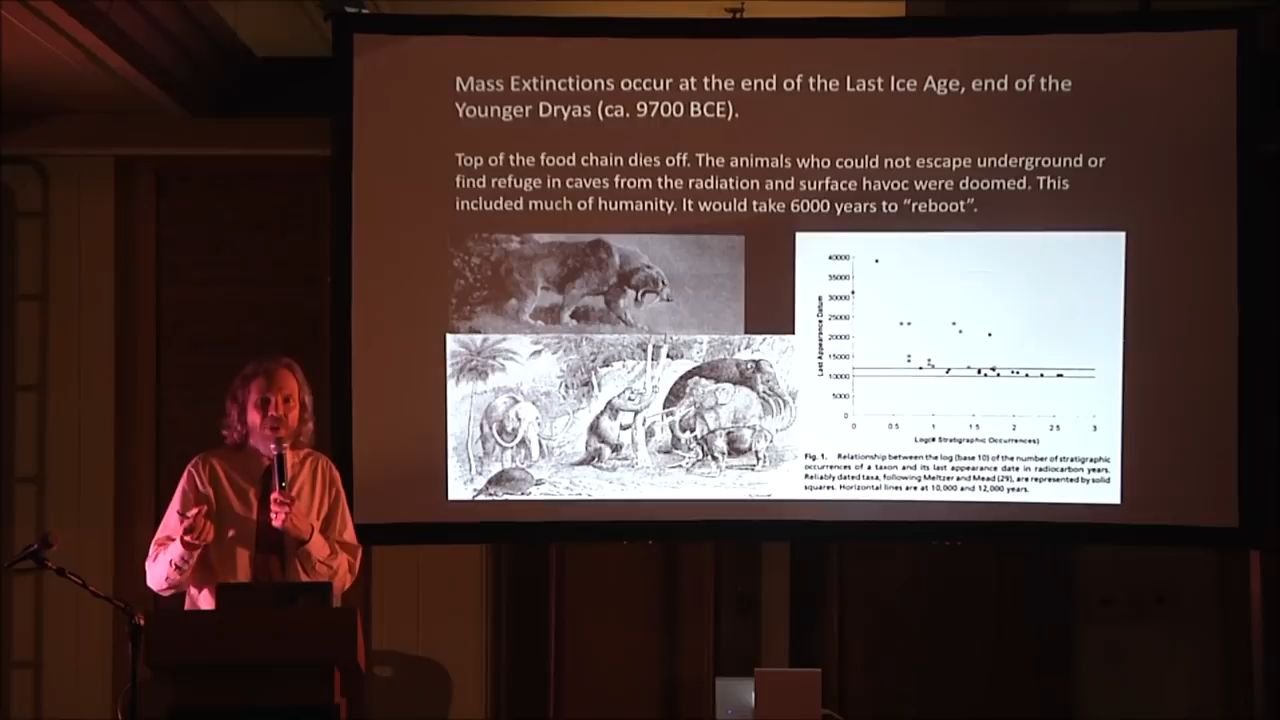 Mass Extinctions occur at the end of the Last Ice Age, end of the
Younger Dryas (ca. 9700 BCE).
Top of the food chain dies off. The animals who could not escape underground or
find refuge in caves from the radiation and surface havoc were doomed. This
included much of humanity. It would take 6000 years to “reboot”.
40000
35000
30000
25000
20000
15000
10000
5000
0
Last Appearance Datum
0 0.5 1 1.5 2 2.5 3
Log(# Stratigraphic Occurrences)
Fig. 1. Relationship between the log (base 10) of the number of stratigraphic
occurrences of a taxon and its last appearance date in radiocarbon years.
Reliably dated taxa, following Meltzer and Mead (29), are represented by solid
squares. Horizontal lines are at 10,000 and 12,000 years.